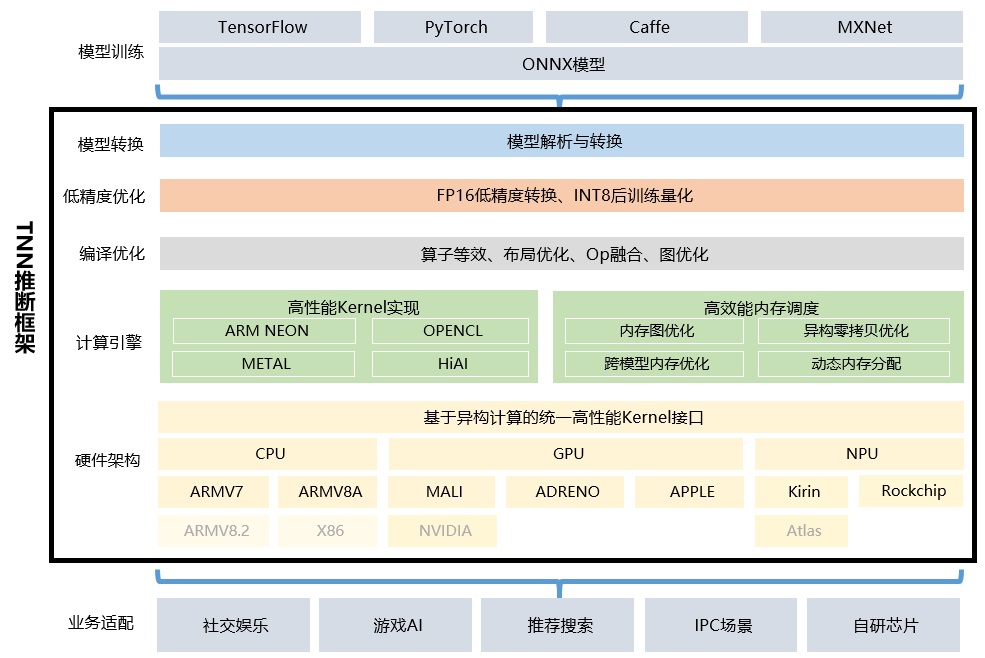 TensorFlow
PyTorch
Caffe
MXNet
模型训练
ONNX模型
TNN推断框架
模型转换
模型解析与转换
低精度优化
FP16低精度转换、INT8后训练量化
编译优化
算子等效、布局优化、Op融合、图优化
计算引擎
高性能Kernel实现
ARM NEON
OPENCL
METAL
HiAI
高效能内存调度
内存图优化
异构零拷贝优化
跨模型内存优化
动态内存分配
硬件架构
基于异构计算的统一高性能Kernel接口
CPU
GPU
NPU
ARMV7
ARMV8A
MALI
ADRENO
APPLE
Kirin
Rockchip
ARMV8.2
X86
NVIDIA
Atlas
业务适配
社交娱乐
游戏AI
推荐搜索
IPC场景
自研芯片